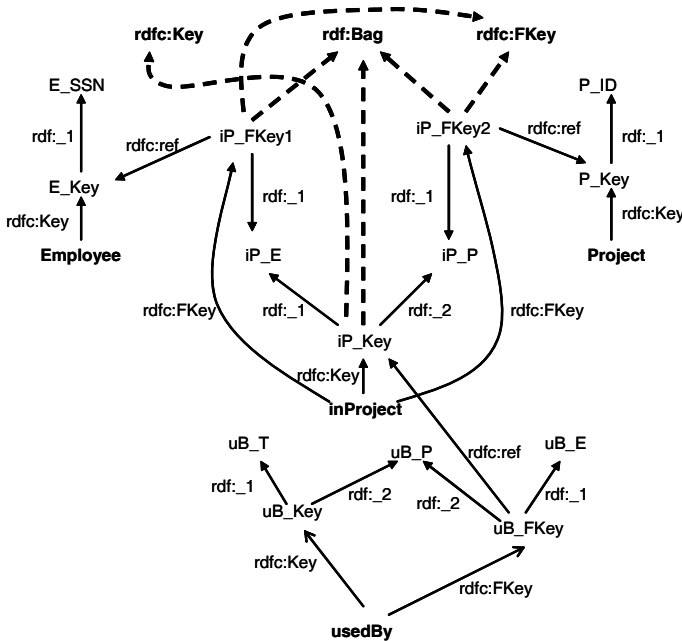 rdfc:Key
rdf:Bag
rdfc:FKey
E_SSN
P_ID
iP_FKey1
iP_FKey2
rdf:_1
rdfc:ref
rdfc:ref
rdf:_1
E_Key
P_Key
rdfc:Key
rdf:_1
rdf:_1
rdfc:Key
Employee
iP_E
iP_P
Project
rdfc:FKey
rdf:_1
rdf:_2
rdfc:FKey
iP_Key
rdfc:Key
inProject
uB_T
uB_P
rdfc:ref
uB_E
rdf:_1
rdf:_2
rdf:_2
rdf:_1
uB_Key
uB_FKey
rdfc:Key
rdfc:FKey
usedBy